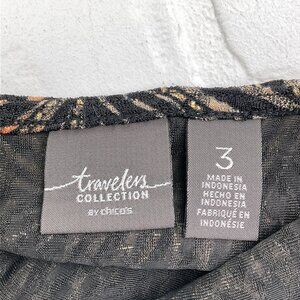 travelers
COLLECTION
BY chico's
3
MADE IN
INDONESIA
HECHO EN
INDONESIA
FABRIQUÉ EN
INDONÉSIE